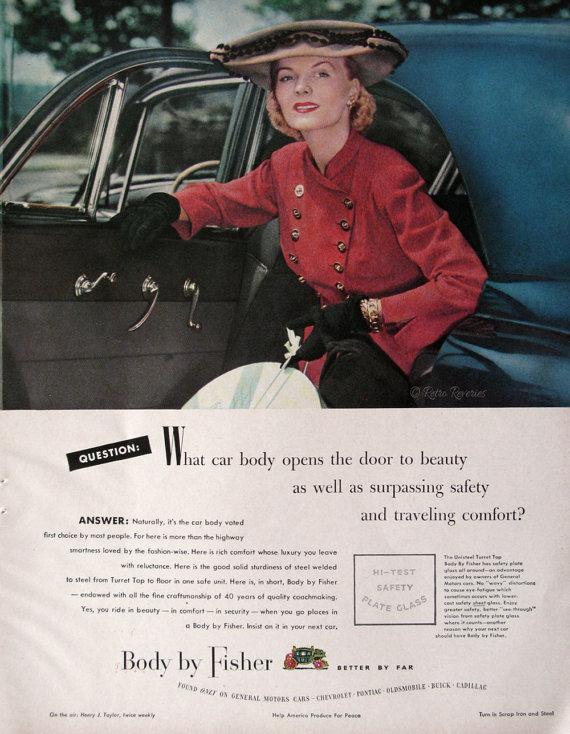 © Retro Reveries
QUESTION:
What car body opens the door to beauty
as well as surpassing safety
and traveling comfort?
ANSWER: Naturally, it's the car body voted
first choice by most people. For here is more than the highway
smartness loved by the fashion-wise. Here is rich comfort whose luxury you leave
with reluctance. Here is the good solid sturdiness of steel welded
to steel from Turret Top to floor in one safe unit. Here is, in short, Body by Fisher
—endowed with all the fine craftsmanship of 40 years of quality coachmaking.
Yes, you ride in beauty—in comfort—in security—when you go places in
a Body by Fisher. Insist on it in your next car.
HI-TEST
SAFETY
PLATE GLASS
The Unisteel Turret Top
Body By Fisher has safety plate
glass all around—an advantage
enjoyed by owners of General
Motors cars. No "wavy" distortions
to cause eye-fatigue which
sometimes occurs with lower-
cost safety sheet glass. Enjoy
greater safety, better "see-through"
vision from safety plate glass
where it counts—another
reason why your next car
should have Body by Fisher.
Body by Fisher
BETTER BY FAR
FOUND ONLY ON GENERAL MOTORS CARS—CHEVROLET·PONTIAC·OLDSMOBILE·BUICK·CADILLAC
On the air: Henry J. Taylor, twice weekly
Help America Produce For Peace
Turn in Scrap Iron and Steel